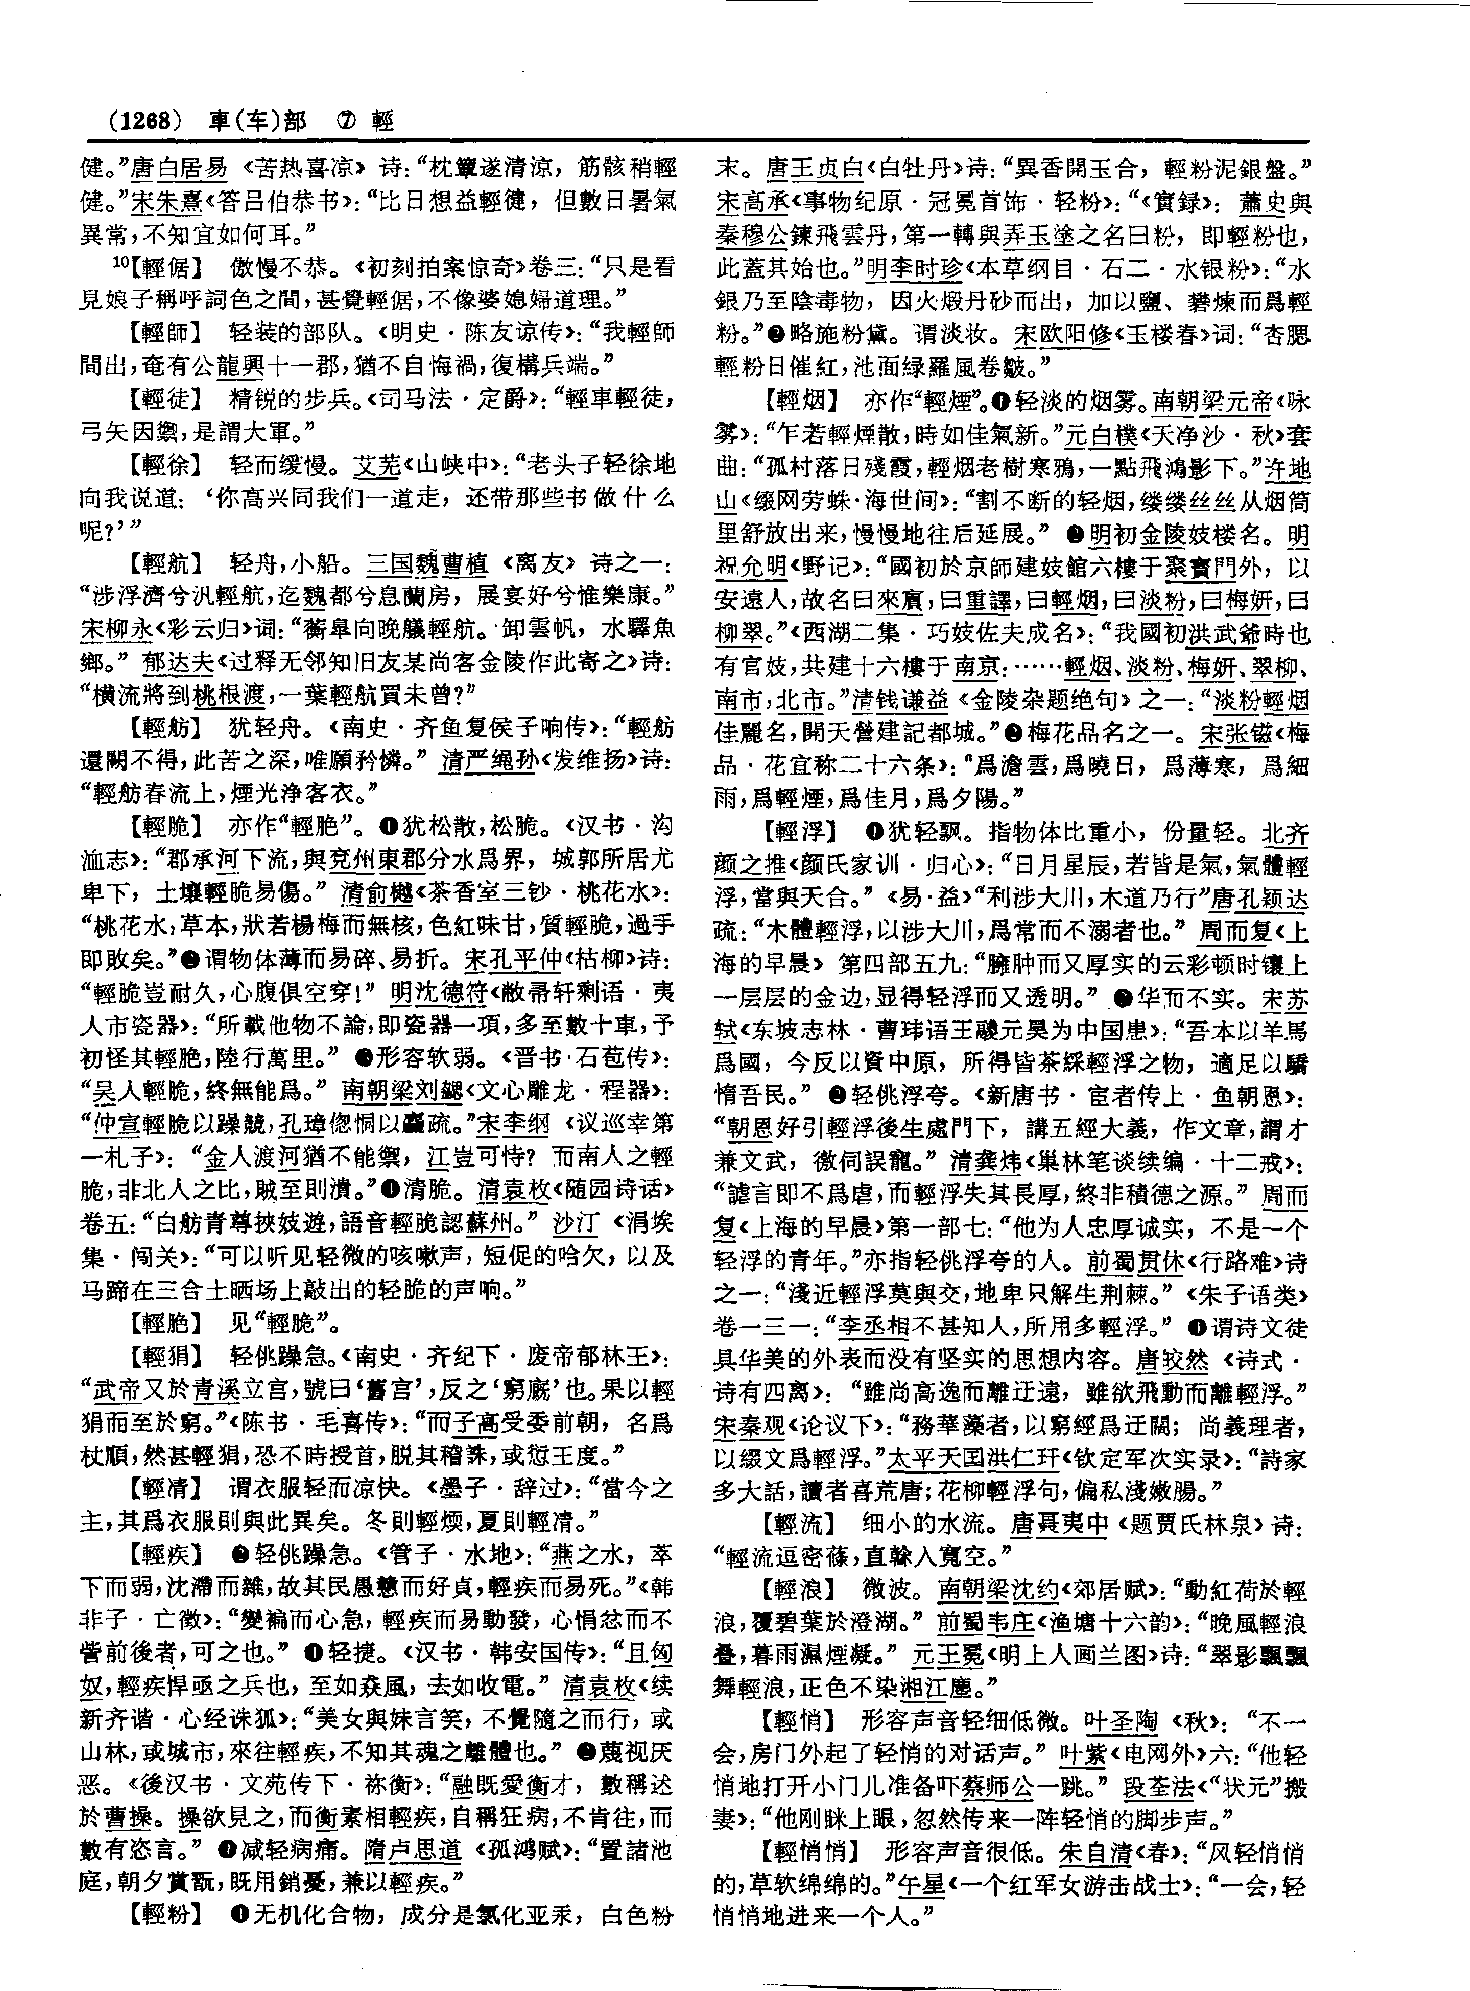 (1268) 車(车)部 ⑦ 輕
健。”唐白居易《苦热喜凉》诗：“枕簟遂清涼，筋骸稍輕
健。”宋朱熹《答吕伯恭书》：“比日想益輕健，但數日暑氣
異常，不知宜如何耳。”
10【輕倨】 傲慢不恭。《初刻拍案惊奇》卷三：“只是看
見娘子稱呼詞色之間，甚覺輕倨，不像婆媳婦道理。”
【輕師】 轻装的部队。《明史·陈友谅传》：“我輕師
間出，奄有公龍興十一郡，猶不自悔禍，復構兵端。”
【輕徒】 精锐的步兵。《司马法·定爵》：“輕車輕徒，
弓矢固禦，是謂大軍。”
【輕徐】 轻而缓慢。艾芜《山峡中》：“老头子轻徐地
向我说道：‘你高兴同我们一道走，还带那些书做什么
呢？’”
【輕航】 轻舟，小船。三国魏曹植《离友》诗之一：
“涉浮濟兮汎輕航，迄魏都兮息蘭房，展宴好兮惟樂康。”
宋柳永《彩云归》词：“蘅臯向晚艤輕航。卸雲帆，水驛魚
鄉。”郁达夫《过释无邻知旧友某尚客金陵作此寄之》诗：
“横流將到桃根渡，一葉輕航買未曾？”
【輕舫】 犹轻舟。《南史·齐鱼复侯子响传》：“輕舫
還闕不得，此苦之深，唯願矜憐。”清严绳孙《发维扬》诗：
“輕舫春流上，煙光浄客衣。”
【輕脆】 亦作“輕脃”。❶犹松散，松脆。《汉书·沟
洫志》：“郡承河下流，與兗州東郡分水爲界，城郭所居尤
卑下，土壤輕脆易傷。”清俞樾《茶香室三钞·桃花水》：
“桃花水，草本，狀若楊梅而無核，色紅味甘，質輕脆，過手
即敗矣。”❷谓物体薄而易碎、易折。宋孔平仲《枯柳》诗：
“輕脆豈耐久，心腹俱空穿！”明沈德符《敝帚轩剩语·夷
人市瓷器》：“所載他物不論，即瓷器一項，多至數十車，予
初怪其輕脃，陸行萬里。”❸形容软弱。《晋书·石苞传》：
“吴人輕脆，終無能爲。”南朝梁刘勰《文心雕龙·程器》：
“仲宣輕脆以躁競，孔璋傯恫以麤疏。”宋李纲《议巡幸第
一札子》：“金人渡河猶不能禦，江豈可恃？而南人之輕
脆，非北人之比，賊至則潰。”❹清脆。清袁枚《随园诗话》
卷五：“白舫青尊挾妓遊，語音輕脆認蘇州。”沙汀《涓埃
集·闯关》：“可以听见轻微的咳嗽声，短促的哈欠，以及
马蹄在三合土晒场上敲出的轻脆的声响。”
【輕脃】 见“輕脆”。
【輕狷】 轻佻躁急。《南史·齐纪下·废帝郁林王》：
“武帝又於青溪立宫，號曰‘舊宫’，反之‘窮廐’也。果以輕
狷而至於窮。”《陈书·毛喜传》：“而子高受委前朝，名爲
杖順，然甚輕狷，恐不時授首，脱其稽誅，或愆王度。”
【輕凊】 谓衣服轻而凉快。《墨子·辞过》：“當今之
主，其爲衣服則與此異矣。冬則輕煗，夏則輕凊。”
【輕疾】 ❶轻佻躁急。《管子·水地》：“燕之水，萃
下而弱，沈滯而雜，故其民愚戇而好貞，輕疾而易死。”《韩
非子·亡徵》：“變褊而心急，輕疾而易動發，心悁忿而不
訾前後者，可亡也。”❷轻捷。《汉书·韩安国传》：“且匈
奴，輕疾悍亟之兵也，至如猋風，去如收電。”清袁枚《续
新齐谐·心经诛狐》：“美女與妹言笑，不覺隨之而行，或
山林，或城市，來往輕疾，不知其魂之離體也。”❸蔑视厌
恶。《後汉书·文苑传下·祢衡》：“融既愛衡才，數稱述
於曹操。操欲見之，而衡素相輕疾，自稱狂病，不肯往，而
數有恣言。”❹减轻病痛。隋卢思道《孤鸿赋》：“置諸池
庭，朝夕賞翫，既用銷憂，兼以輕疾。”
【輕粉】 ❶无机化合物，成分是氯化亚汞，白色粉
末。唐王贞白《白牡丹》诗：“異香開玉合，輕粉泥銀盤。”
宋高承《事物纪原·冠冕首饰·轻粉》：“《實録》：蕭史與
秦穆公鍊飛雲丹，第一轉與弄玉塗之名曰粉，即輕粉也，
此蓋其始也。”明李时珍《本草纲目·石二·水银粉》：“水
銀乃至陰毒物，因火煅丹砂而出，加以鹽、礬煉而爲輕
粉。”❷略施粉黛。谓淡妆。宋欧阳修《玉楼春》词：“杏腮
輕粉日催紅，池面緑羅風卷皺。”
【輕烟】 亦作“輕煙”。❶轻淡的烟雾。南朝梁元帝《咏
雾》：“乍若輕煙散，時如佳氣新。”元白樸《天净沙·秋》套
曲：“孤村落日殘霞，輕烟老樹寒鴉，一點飛鴻影下。”许地
山《缀网劳蛛·海世间》：“割不断的轻烟，缕缕丝丝从烟筒
里舒放出来，慢慢地往后延展。”❷明初金陵妓楼名。明
祝允明《野记》：“國初於京師建妓館六樓于聚寶門外，以
安遠人，故名曰來賓，曰重譯，曰輕烟，曰淡粉，曰梅妍，曰
柳翠。”《西湖二集·巧妓佐夫成名》：“我國初洪武爺時也
有官妓，共建十六樓于南京：……輕烟、淡粉、梅妍、翠柳、
南市，北市。”清钱谦益《金陵杂题绝句》之一：“淡粉輕烟
佳麗名，開天營建記都城。”❸梅花品名之一。宋张镃《梅
品·花宜称二十六条》：“爲澹雲，爲曉日，爲薄寒，爲細
雨，爲輕煙，爲佳月，爲夕陽。”
【輕浮】 ❶犹轻飘。指物体比重小，份量轻。北齐
颜之推《颜氏家训·归心》：“日月星辰，若皆是氣，氣體輕
浮，當與天合。”《易·益》“利涉大川，木道乃行”唐孔颖达
疏：“木體輕浮，以涉大川，爲常而不溺者也。”周而复《上
海的早晨》第四部五九：“臃肿而又厚实的云彩顿时镶上
一层层的金边，显得轻浮而又透明。”❷华而不实。宋苏
轼《东坡志林·曹玮语王鬷元昊为中国患》：“吾本以羊馬
爲國，今反以資中原，所得皆茶綵輕浮之物，適足以驕
惰吾民。”❸轻佻浮夸。《新唐书·宦者传上·鱼朝恩》：
“朝恩好引輕浮後生處門下，講五經大義，作文章，謂才
兼文武，徼伺誤寵。”清龚炜《巢林笔谈续编·十二戒》：
“謔言即不爲虐，而輕浮失其長厚，終非積德之源。”周而
复《上海的早晨》第一部七：“他为人忠厚诚实，不是一个
轻浮的青年。”亦指轻佻浮夸的人。前蜀贯休《行路难》诗
之一：“淺近輕浮莫與交，地卑只解生荆棘。”《朱子语类》
卷一三一：“李丞相不甚知人，所用多輕浮。”❹谓诗文徒
具华美的外表而没有坚实的思想内容。唐皎然《诗式·
诗有四离》：“雖尚高逸而離迂遠，雖欲飛動而離輕浮。”
宋秦观《论议下》：“務華藻者，以窮經爲迂闊；尚義理者，
以綴文爲輕浮。”太平天囯洪仁玕《钦定军次实录》：“詩家
多大話，讀者喜荒唐；花柳輕浮句，偏私淺嫩腸。”
【輕流】 细小的水流。唐聂夷中《题贾氏林泉》诗：
“輕流逗密蓧，直榦入寬空。”
【輕浪】 微波。南朝梁沈约《郊居赋》：“動紅荷於輕
浪，覆碧葉於澄湖。”前蜀韦庄《渔塘十六韵》：“晚風輕浪
叠，暮雨濕煙凝。”元王冕《明上人画兰图》诗：“翠影飄飄
舞輕浪，正色不染湘江塵。”
【輕悄】 形容声音轻细低微。叶圣陶《秋》：“不一
会，房门外起了轻悄的对话声。”叶紫《电网外》六：“他轻
悄地打开小门儿准备吓蔡师公一跳。”段荃法《“状元”搬
妻》：“他刚眯上眼，忽然传来一阵轻悄的脚步声。”
【輕悄悄】 形容声音很低。朱自清《春》：“风轻悄悄
的，草软绵绵的。”午星《一个红军女游击战士》：“一会，轻
悄悄地进来一个人。”